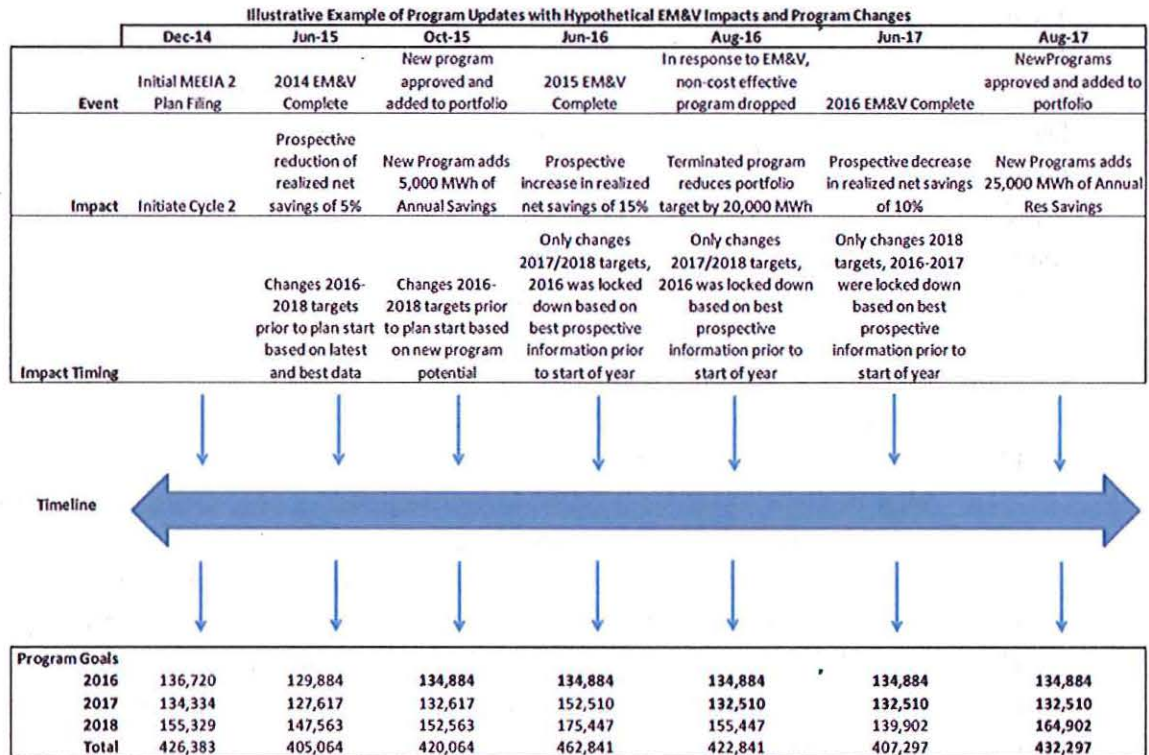 Illustrative Example of Program Updates with Hypothetical EM&V Impacts and Program Changes
Dec-14 Jun-15 Oct-15 Jun-16 Aug-16 Jun-17 Aug-17
New program In response to EM&V, NewPrograms
Initial MEEIA 2 2014 EM&V approved and 2015 EM&V non-cost effective approved and added to
Event Plan Filing Complete added to portfolio Complete program dropped 2016 EM&V Complete portfolio
Prospective
reduction of New Program adds Prospective Terminated program Prospective decrease New Programs adds
realized net 5,000 MWh of increase in realized reduces portfolio in realized net savings 25,000 MWh of Annual
Impact Initiate Cycle 2 savings of 5% Annual Savings net savings of 15% target by 20,000 MWh of 10% Res Savings
Only changes Only changes Only changes 2018
2017/2018 targets, 2017/2018 targets, targets, 2016-2017
Changes 2016- Changes 2016- 2016 was locked 2016 was locked down were locked down
2018 targets 2018 targets prior down based on based on best based on best
prior to plan start to plan start based best prospective prospective prospective
based on latest on new program information prior information prior to information prior to
Impact Timing and best data potential to start of year start of year start of year
Timeline
Program Goals
2016 136,720 129,884 134,884 134,884 134,884 134,884 134,884
2017 134,334 127,617 132,617 152,510 132,510 132,510 132,510
2018 155,329 147,563 152,563 175,447 155,447 139,902 164,902
Total 426,383 405,064 420,064 462,841 422,841 407,297 432,297